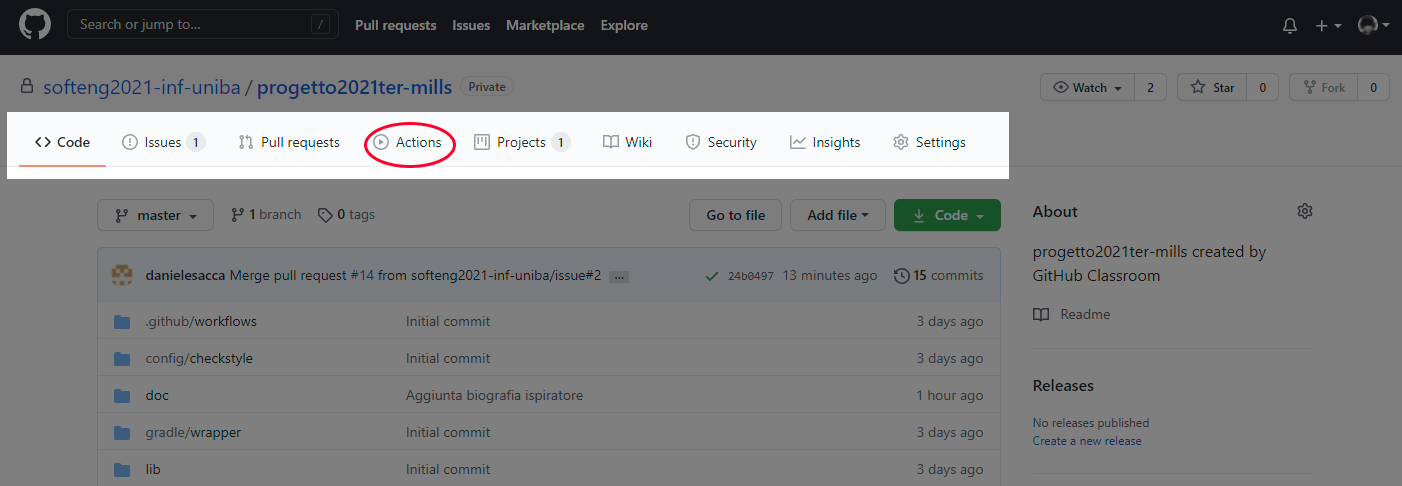 Search or jump to... / Pull requests Issues Marketplace Explore
softeng2021-inf-uniba / progetto2021ter-mills Private Watch 2 Star 0 Fork 0
<> Code Issues 1 Pull requests Actions Projects 1 Wiki Security Insights Settings
master 1 branch 0 tags Go to file Add file Code
danielesacca Merge pull request #14 from softeng2021-inf-uniba/issue#2 ... 24b0497 13 minutes ago 15 commits
.github/workflows Initial commit 3 days ago
config/checkstyle Initial commit 3 days ago
doc Aggiunta biografia ispiratore 1 hour ago
gradle/wrapper Initial commit 3 days ago
lib Initial commit 3 days ago
About
progetto2021ter-mills created by
GitHub Classroom
Readme
Releases
No releases published
Create a new release